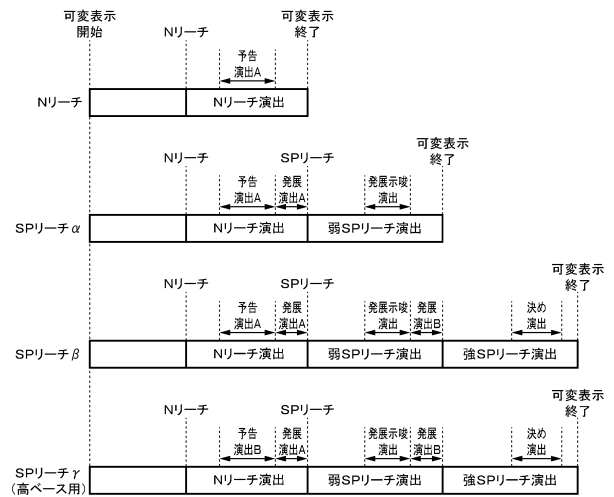 可変表示
開始
Nリーチ
可変表示
終了
予告
演出A
Nリーチ
Nリーチ演出
Nリーチ
SPリーチ
可変表示
終了
予告
演出A
発展
演出A
発展示唆
演出
SPリーチα
Nリーチ演出
弱SPリーチ演出
Nリーチ
SPリーチ
可変表示
終了
予告
演出A
発展
演出A
発展示唆
演出
発展
演出B
決め
演出
SPリーチβ
Nリーチ演出
弱SPリーチ演出
強SPリーチ演出
Nリーチ
SPリーチ
可変表示
終了
予告
演出B
発展
演出A
発展示唆
演出
発展
演出B
決め
演出
SPリーチγ
(高ベース用)
Nリーチ演出
弱SPリーチ演出
強SPリーチ演出